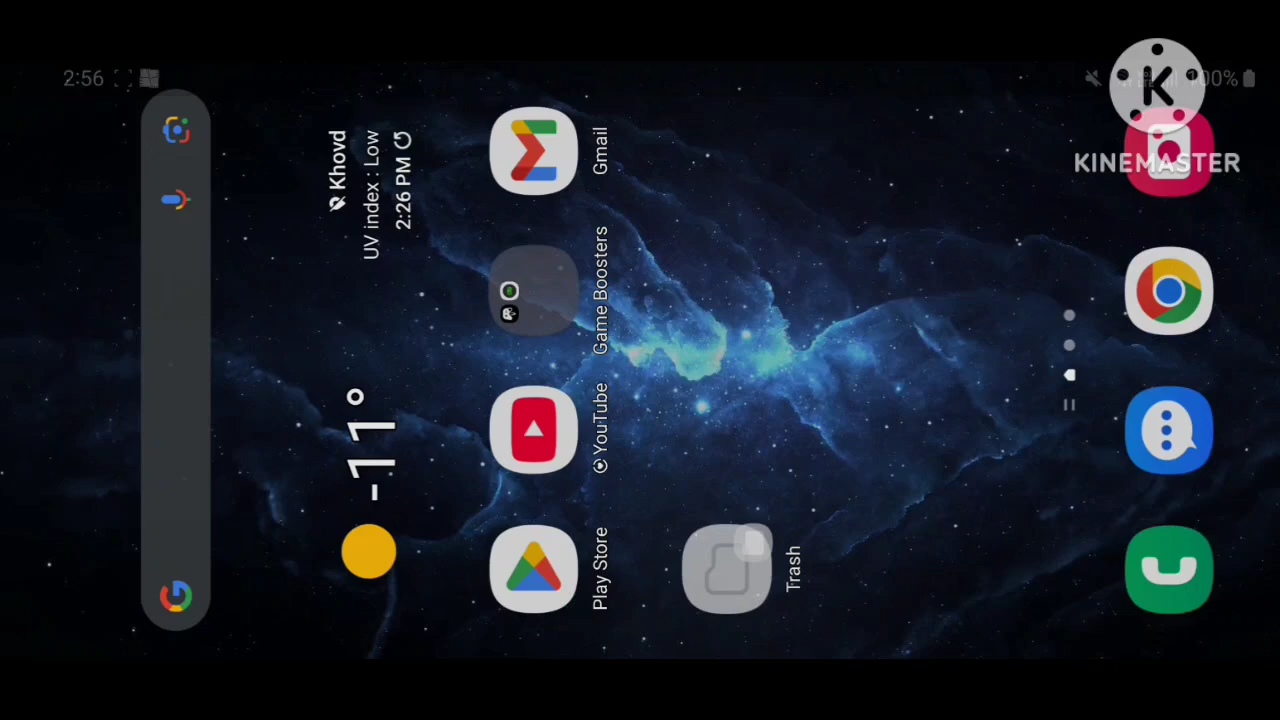 2:56
100%
KINEMASTER
Khovd
UV index : Low
2:26 PM
-11°
Gmail
Game Boosters
YouTube
Play Store
Trash